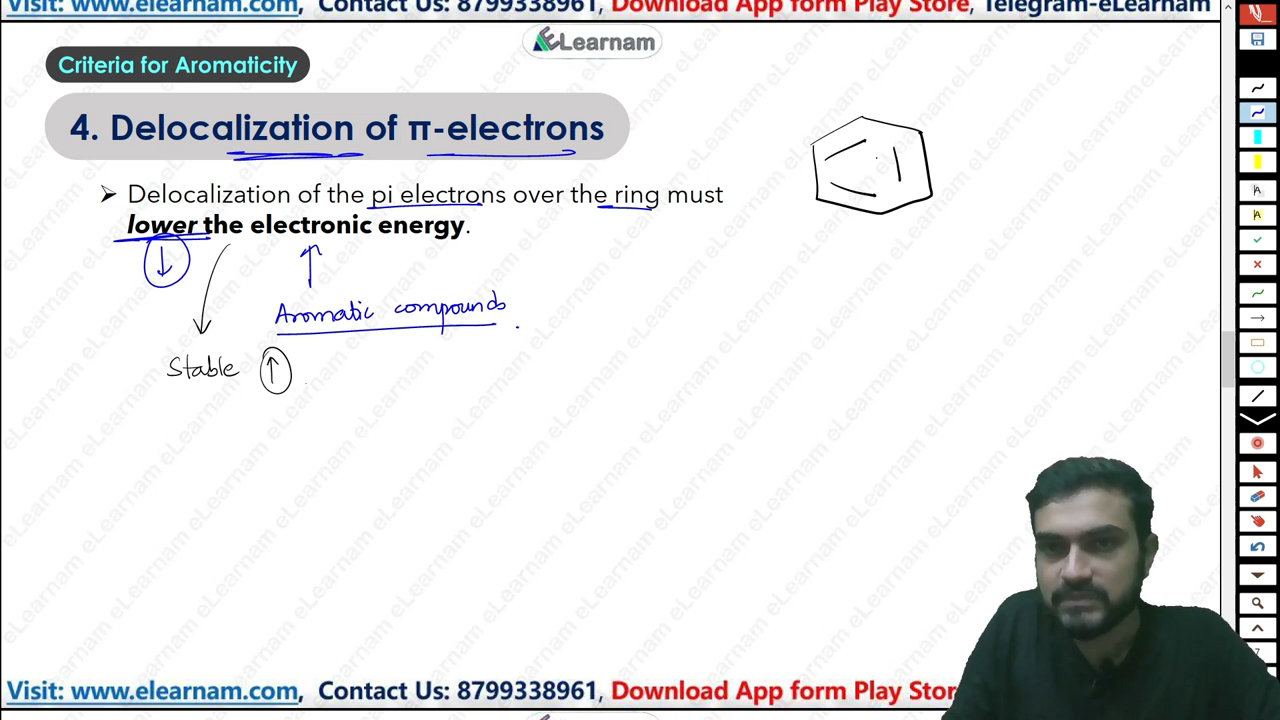 Visit: www.elearnam.com, Contact Us: 8799338961, Download App form Play Store, Telegram-eLearnam
ELearnam
Criteria for Aromaticity
4. Delocalization of π-electrons
➢ Delocalization of the pi electrons over the ring must
lower the electronic energy.
↓ ↑
Aromatic compounds.
Stable ↑
Visit: www.elearnam.com, Contact Us: 8799338961, Download App form Play Stor